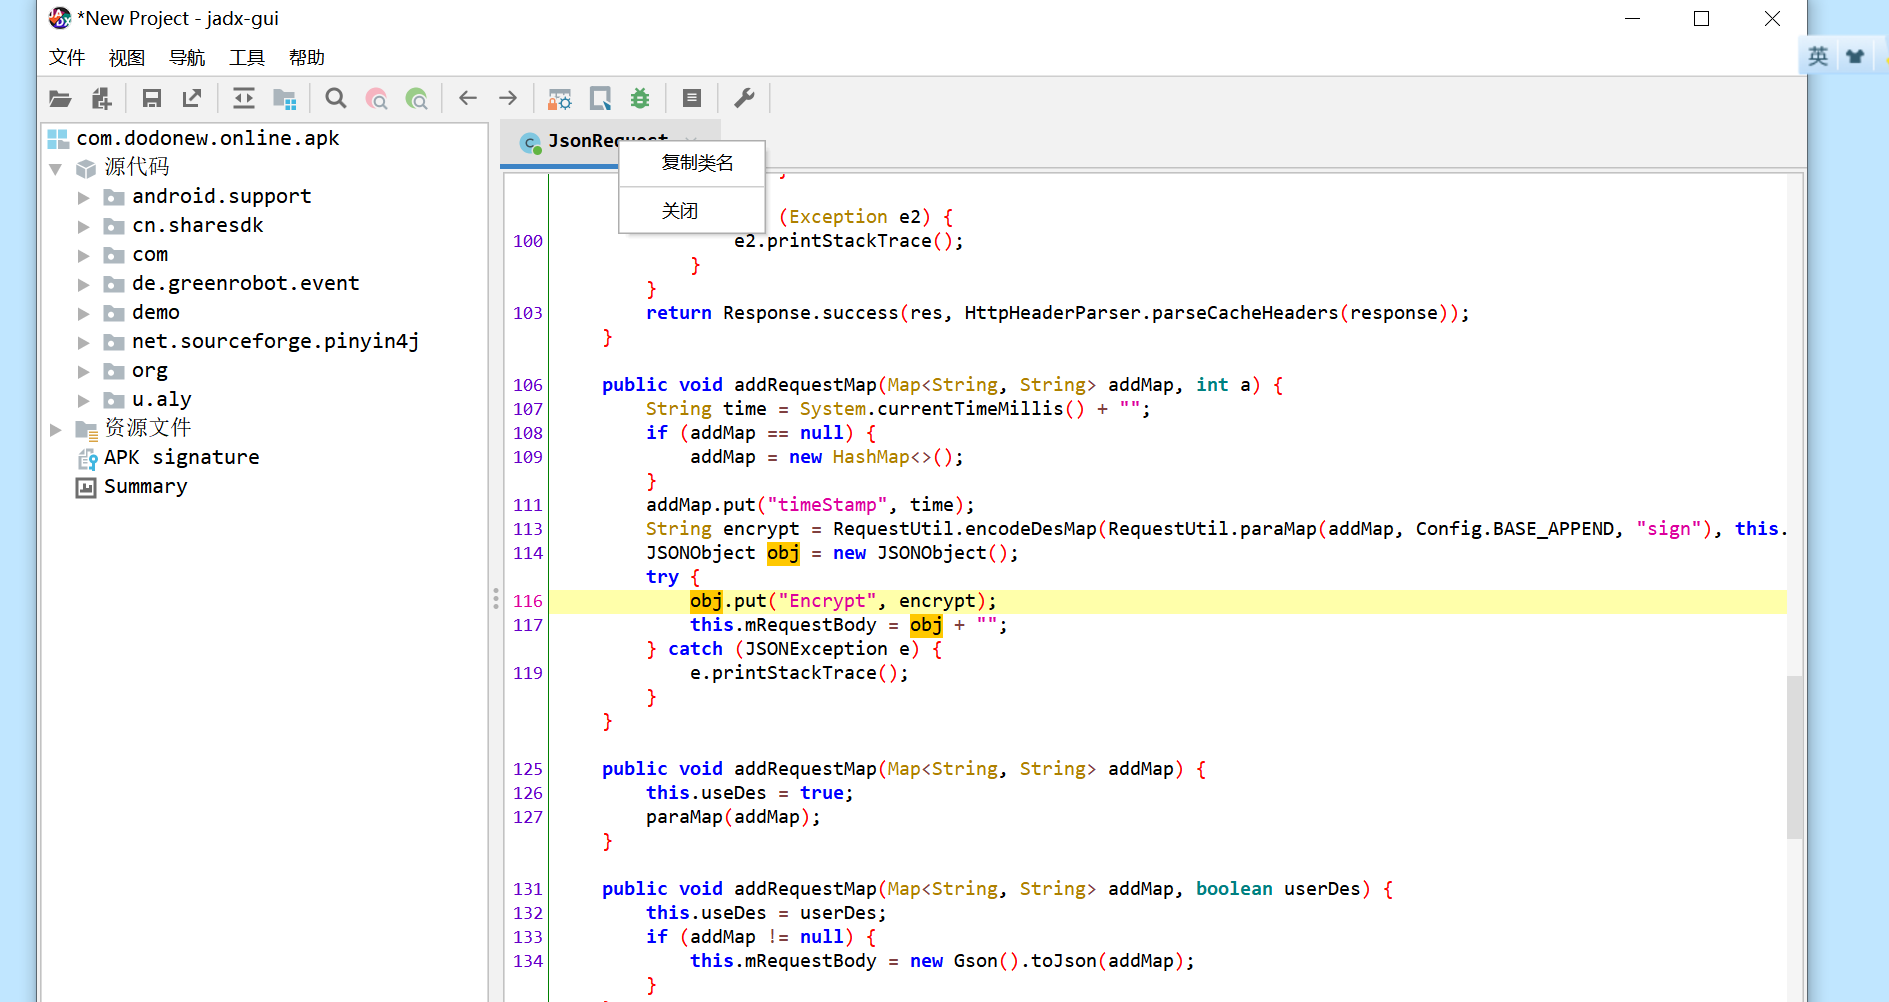 *New Project - jadx-gui
文件 视图 导航 工具 帮助
英
com.dodonew.online.apk
源代码
android.support
cn.sharesdk
com
de.greenrobot.event
demo
net.sourceforge.pinyin4j
org
u.aly
资源文件
APK signature
Summary
JsonRequest
复制类名
关闭
}
(Exception e2) {
100 e2.printStackTrace();
}
}
103 return Response.success(res, HttpHeaderParser.parseCacheHeaders(response));
}
106 public void addRequestMap(Map<String, String> addMap, int a) {
107 String time = System.currentTimeMillis() + "";
108 if (addMap == null) {
109 addMap = new HashMap<>();
}
111 addMap.put("timeStamp", time);
113 String encrypt = RequestUtil.encodeDesMap(RequestUtil.paraMap(addMap, Config.BASE_APPEND, "sign"), this.
114 JSONObject obj = new JSONObject();
try {
116 obj.put("Encrypt", encrypt);
117 this.mRequestBody = obj + "";
} catch (JSONException e) {
119 e.printStackTrace();
}
}
125 public void addRequestMap(Map<String, String> addMap) {
126 this.useDes = true;
127 paraMap(addMap);
}
131 public void addRequestMap(Map<String, String> addMap, boolean userDes) {
132 this.useDes = userDes;
133 if (addMap != null) {
134 this.mRequestBody = new Gson().toJson(addMap);
}